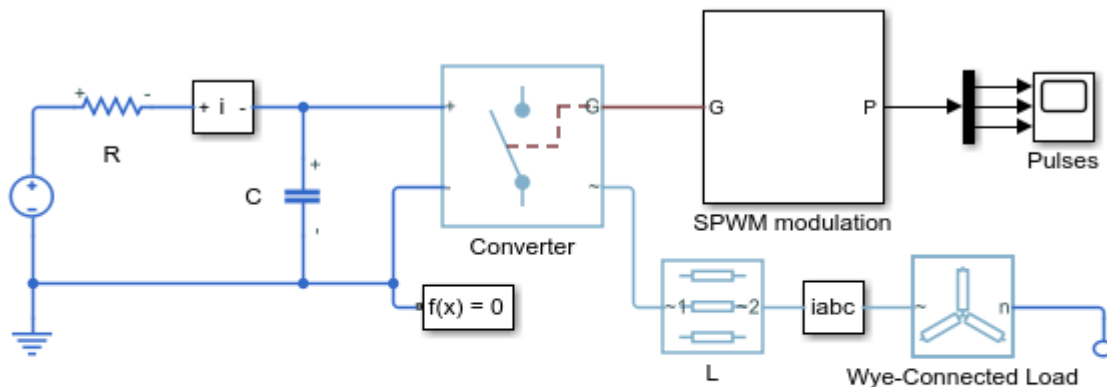 + -
R
+ i -
+
-
+
-
C
+
-
G
~
Converter
G
P
SPWM modulation
Pulses
f(x) = 0
~1
~2
L
iabc
~
n
Wye-Connected Load